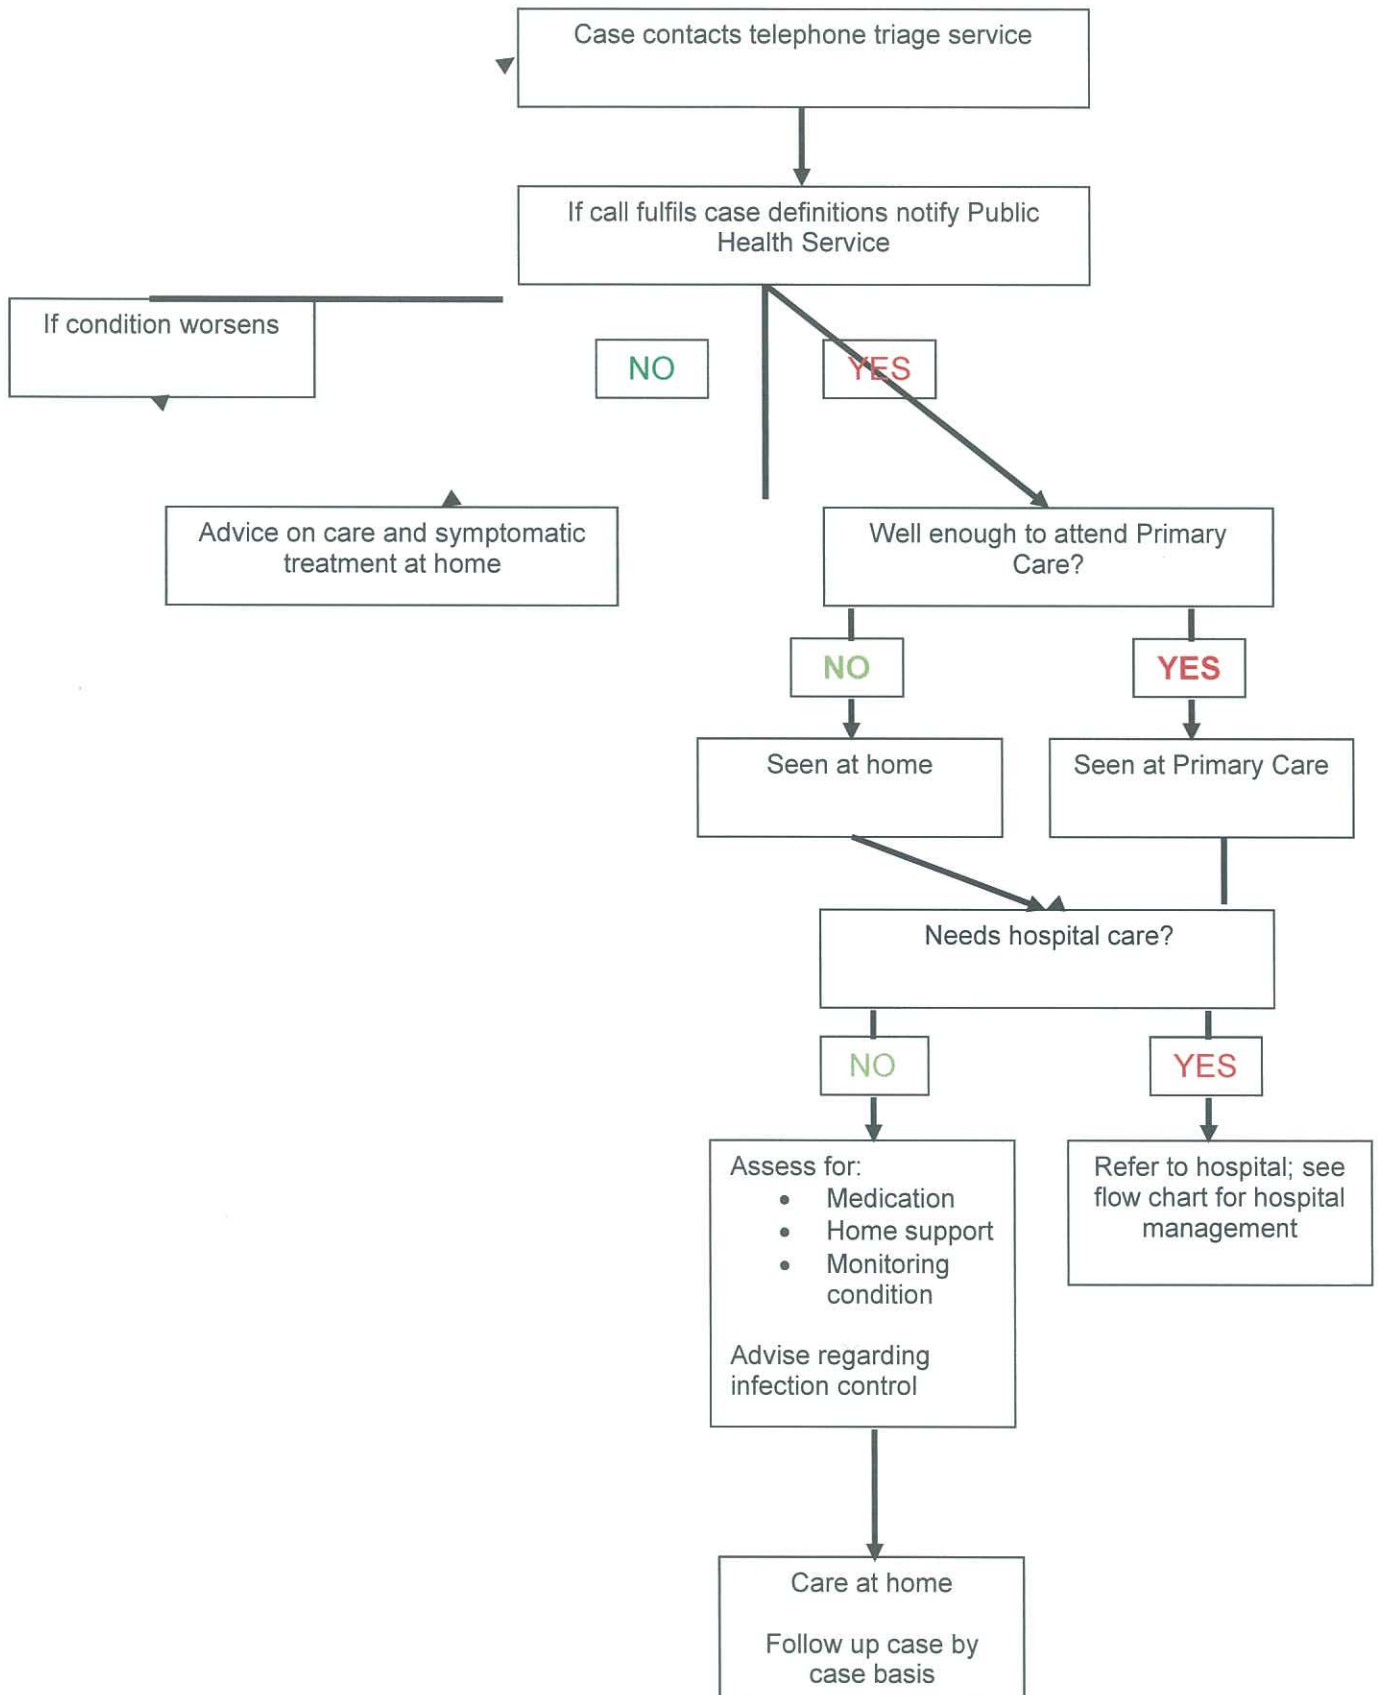 Case contacts telephone triage service
If call fulfils case definitions notify Public
Health Service
If condition worsens
NO
YES
Advice on care and symptomatic
treatment at home
Well enough to attend Primary
Care?
NO
YES
Seen at home
Seen at Primary Care
Needs hospital care?
NO
YES
Assess for:
• Medication
• Home support
• Monitoring
condition
Advise regarding
infection control
Refer to hospital; see
flow chart for hospital
management
Care at home
Follow up case by
case basis